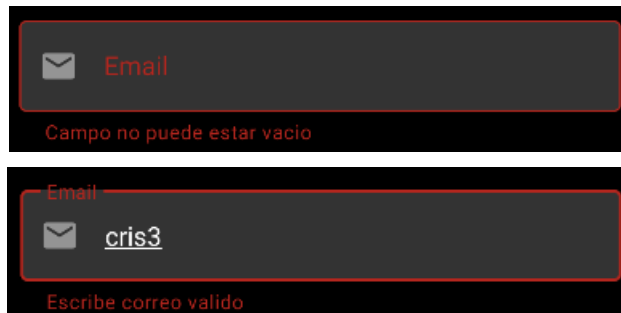 Email
Campo no puede estar vacio
Email
cris3
Escribe correo valido